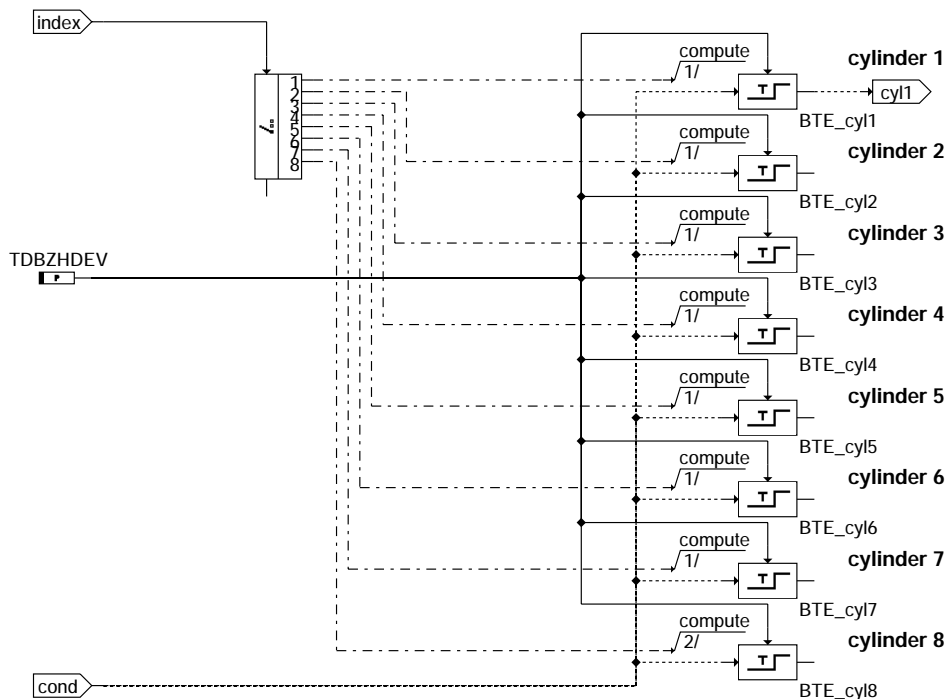 index
compute
cylinder 1
1
1/
2
cyl1
3
T
4
5
BTE_cyl1
6
compute
cylinder 2
7
1/
8
T
BTE_cyl2
compute
cylinder 3
1/
TDBZHDEV
T
P
BTE_cyl3
compute
cylinder 4
1/
T
BTE_cyl4
compute
cylinder 5
1/
T
BTE_cyl5
compute
cylinder 6
1/
T
BTE_cyl6
compute
cylinder 7
1/
T
BTE_cyl7
compute
cylinder 8
2/
T
cond
BTE_cyl8